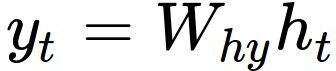 y_t = W_{hy} h_t